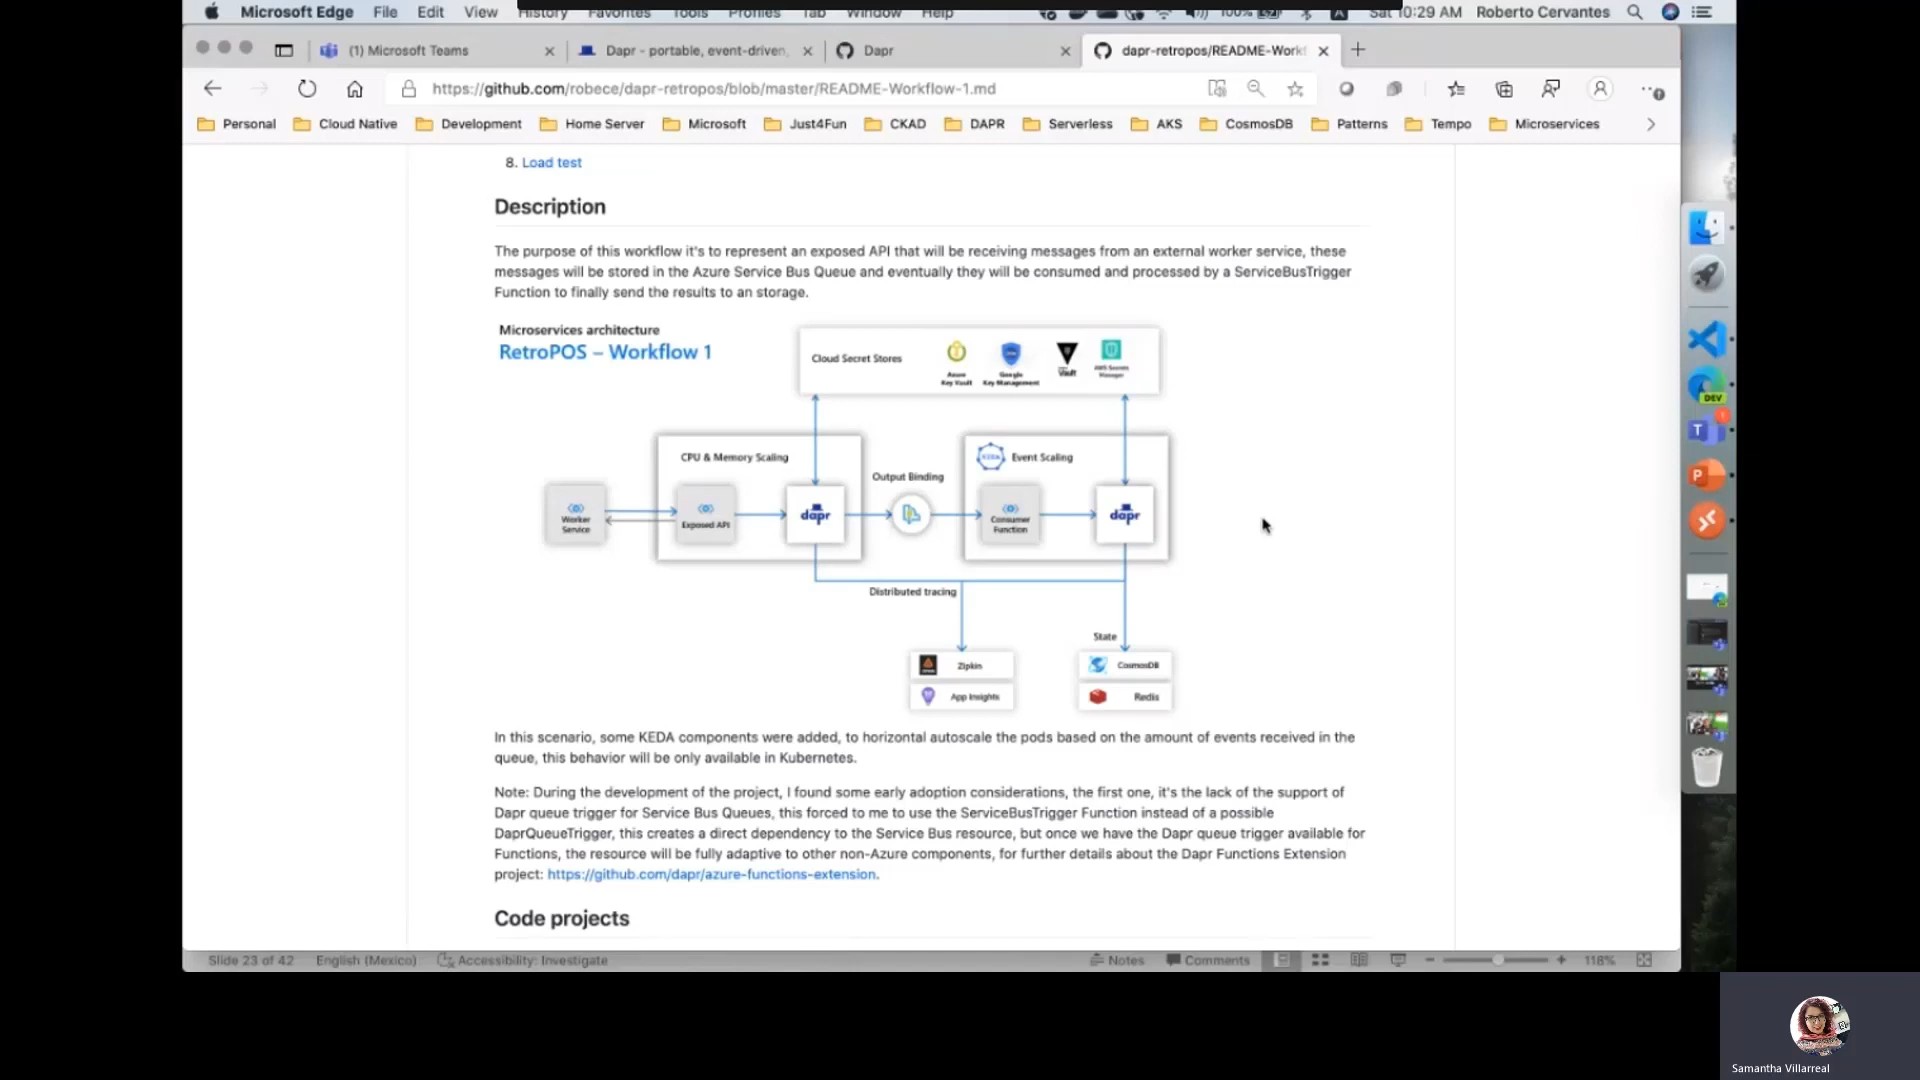 Microsoft Edge File Edit View History Favorites Tools Profiles Tab Window Help 100% Sat 10:29 AM Roberto Cervantes
(1) Microsoft Teams
Dapr - portable, event-driven,
Dapr
dapr-retropos/README-Work
https://github.com/robece/dapr-retropos/blob/master/README-Workflow-1.md
Personal Cloud Native Development Home Server Microsoft Just4Fun CKAD DAPR Serverless AKS CosmosDB Patterns Tempo Microservices
8. Load test
Description
The purpose of this workflow it's to represent an exposed API that will be receiving messages from an external worker service, these
messages will be stored in the Azure Service Bus Queue and eventually they will be consumed and processed by a ServiceBusTrigger
Function to finally send the results to an storage.
Microservices architecture
RetroPOS – Workflow 1
Cloud Secret Stores
Azure
Key Vault
Google
Key Management
Vault
AWS Secrets
Manager
CPU & Memory Scaling
Output Binding
KEDA
Event Scaling
Worker
Service
Exposed API
dapr
Consumer
Function
dapr
Distributed tracing
State
Zipkin
CosmosDB
App Insights
Redis
In this scenario, some KEDA components were added, to horizontal autoscale the pods based on the amount of events received in the
queue, this behavior will be only available in Kubernetes.
Note: During the development of the project, I found some early adoption considerations, the first one, it's the lack of the support of
Dapr queue trigger for Service Bus Queues, this forced to me to use the ServiceBusTrigger Function instead of a possible
DaprQueueTrigger, this creates a direct dependency to the Service Bus resource, but once we have the Dapr queue trigger available for
Functions, the resource will be fully adaptive to other non-Azure components, for further details about the Dapr Functions Extension
project: https://github.com/dapr/azure-functions-extension.
Code projects
DEV
Slide 23 of 42 English (Mexico) Accessibility: Investigate Notes Comments 118%
Samantha Villarreal